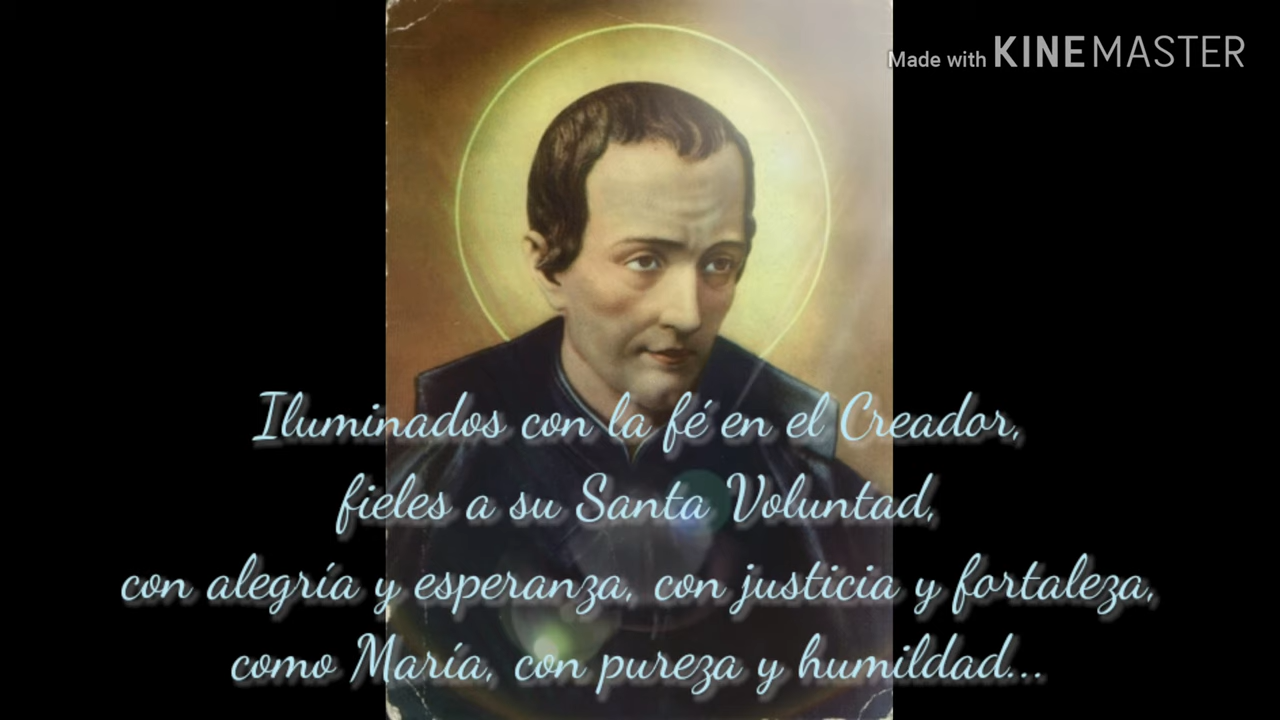 Made with KINEMASTER
Iluminados con la fé en el Creador,
fieles a su Santa Voluntad,
con alegría y esperanza, con justicia y fortaleza,
como María, con pureza y humildad...